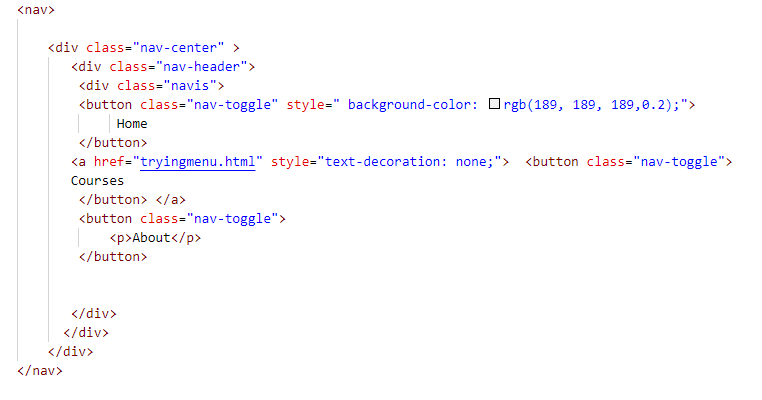 <nav>
<div class="nav-center" >
<div class="nav-header">
<div class="navis">
<button class="nav-toggle" style=" background-color: rgb(189, 189, 189,0.2);">
Home
</button>
<a href="tryingmenu.html" style="text-decoration: none;">  <button class="nav-toggle">
Courses
</button> </a>
<button class="nav-toggle">
<p>About</p>
</button>
</div>
</div>
</div>
</nav>